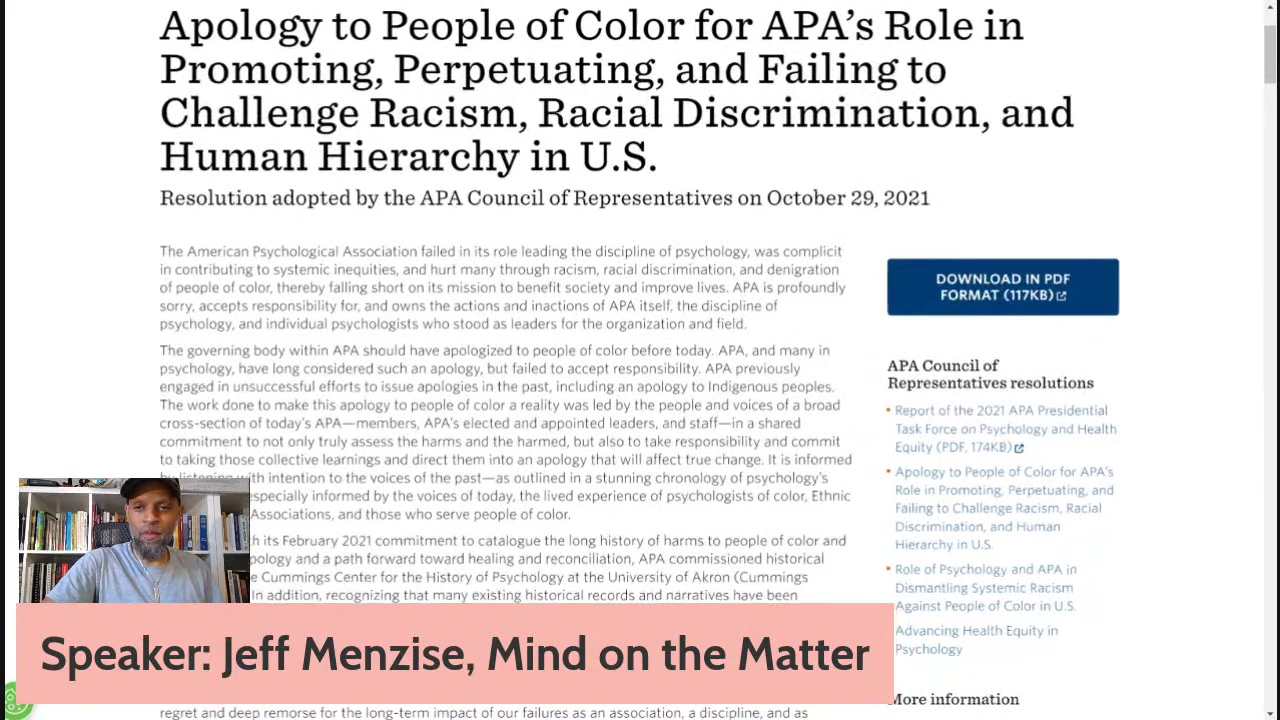 Apology to People of Color for APA’s Role in
Promoting, Perpetuating, and Failing to
Challenge Racism, Racial Discrimination, and
Human Hierarchy in U.S.
Resolution adopted by the APA Council of Representatives on October 29, 2021
The American Psychological Association failed in its role leading the discipline of psychology, was complicit
in contributing to systemic inequities, and hurt many through racism, racial discrimination, and denigration
of people of color, thereby falling short on its mission to benefit society and improve lives. APA is profoundly
sorry, accepts responsibility for, and owns the actions and inactions of APA itself, the discipline of
psychology, and individual psychologists who stood as leaders for the organization and field.
The governing body within APA should have apologized to people of color before today. APA, and many in
psychology, have long considered such an apology, but failed to accept responsibility. APA previously
engaged in unsuccessful efforts to issue apologies in the past, including an apology to Indigenous peoples.
The work done to make this apology to people of color a reality was led by the people and voices of a broad
cross-section of today’s APA—members, APA’s elected and appointed leaders, and staff—in a shared
commitment to not only truly assess the harms and the harmed, but also to take responsibility and commit
to taking those collective learnings and direct them into an apology that will affect true change. It is informed
by listening with intention to the voices of the past—as outlined in a stunning chronology of psychology’s
especially informed by the voices of today, the lived experience of psychologists of color, Ethnic
Associations, and those who serve people of color.
its February 2021 commitment to catalogue the long history of harms to people of color and
and a path forward toward healing and reconciliation, APA commissioned historical
Cummings Center for the History of Psychology at the University of Akron (Cummings
In addition, recognizing that many existing historical records and narratives have been
regret and deep remorse for the long-term impact of our failures as an association, a discipline, and as
DOWNLOAD IN PDF
FORMAT (117KB)
APA Council of
Representatives resolutions
• Report of the 2021 APA Presidential
Task Force on Psychology and Health
Equity (PDF, 174KB)
• Apology to People of Color for APA’s
Role in Promoting, Perpetuating, and
Failing to Challenge Racism, Racial
Discrimination, and Human
Hierarchy in U.S.
• Role of Psychology and APA in
Dismantling Systemic Racism
Against People of Color in U.S.
Advancing Health Equity in
Psychology
More information
Speaker: Jeff Menzise, Mind on the Matter